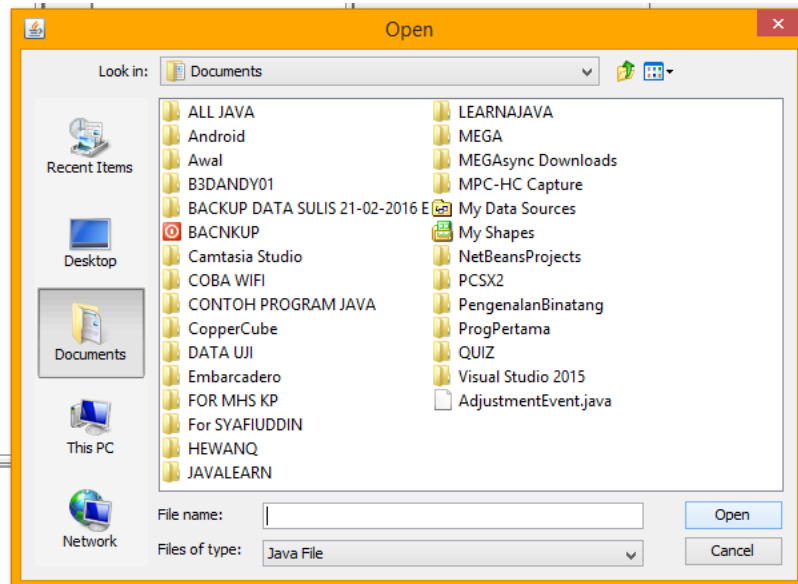 Open
Look in:
Documents
Recent Items
Desktop
Documents
This PC
Network
ALL JAVA
Android
Awal
B3DANDY01
BACKUP DATA SULIS 21-02-2016 E
BACNKUP
Camtasia Studio
COBA WIFI
CONTOH PROGRAM JAVA
CopperCube
DATA UJI
Embarcadero
FOR MHS KP
For SYAFIUDDIN
HEWANQ
JAVALEARN
LEARNAJAVA
MEGA
MEGAsync Downloads
MPC-HC Capture
My Data Sources
My Shapes
NetBeansProjects
PCSX2
PengenalanBinatang
ProgPertama
QUIZ
Visual Studio 2015
AdjustmentEvent.java
File name:
Open
Files of type:
Java File
Cancel